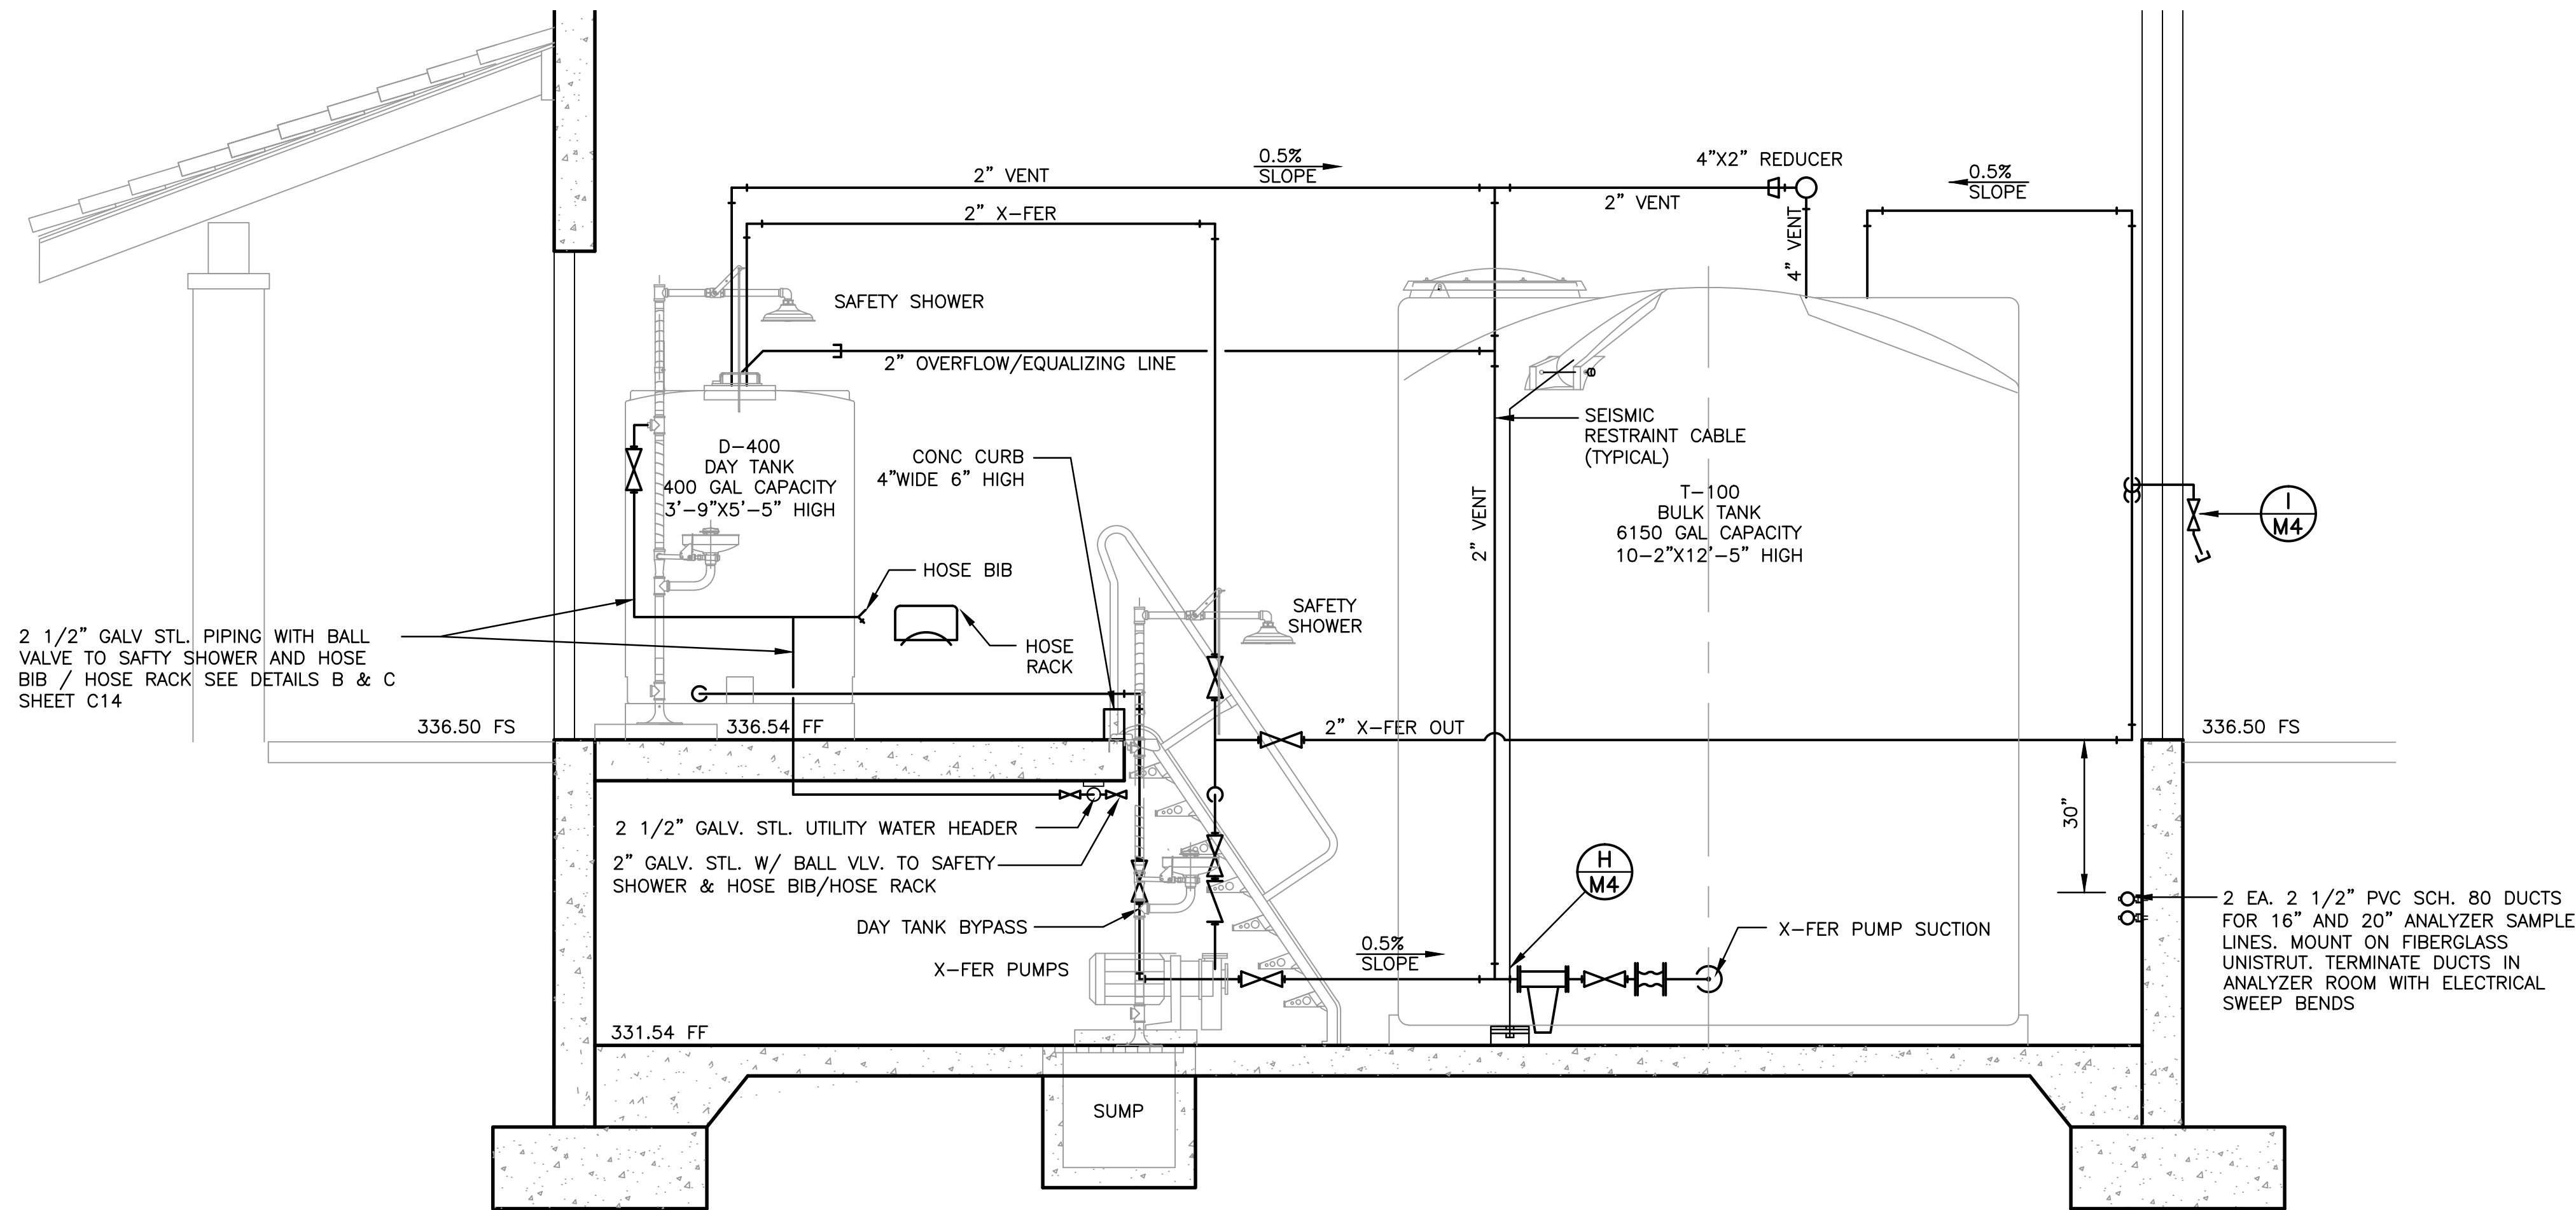 0.5%
SLOPE
4"X2" REDUCER
0.5%
SLOPE
2" VENT
2" VENT
2" X-FER
4" VENT
SAFETY SHOWER
2" OVERFLOW/EQUALIZING LINE
D-400
DAY TANK
400 GAL CAPACITY
3'-9"X5'-5" HIGH
CONC CURB
4"WIDE 6" HIGH
SEISMIC
RESTRAINT CABLE
(TYPICAL)
2" VENT
T-100
BULK TANK
6150 GAL CAPACITY
10-2"X12'-5" HIGH
I
M4
HOSE BIB
HOSE
RACK
SAFETY
SHOWER
2 1/2" GALV STL. PIPING WITH BALL
VALVE TO SAFTY SHOWER AND HOSE
BIB / HOSE RACK SEE DETAILS B & C
SHEET C14
336.50 FS
336.54 FF
2" X-FER OUT
336.50 FS
30"
2 1/2" GALV. STL. UTILITY WATER HEADER
2" GALV. STL. W/ BALL VLV. TO SAFETY
SHOWER & HOSE BIB/HOSE RACK
DAY TANK BYPASS
X-FER PUMPS
H
M4
0.5%
SLOPE
X-FER PUMP SUCTION
2 EA. 2 1/2" PVC SCH. 80 DUCTS
FOR 16" AND 20" ANALYZER SAMPLE
LINES. MOUNT ON FIBERGLASS
UNISTRUT. TERMINATE DUCTS IN
ANALYZER ROOM WITH ELECTRICAL
SWEEP BENDS
331.54 FF
SUMP